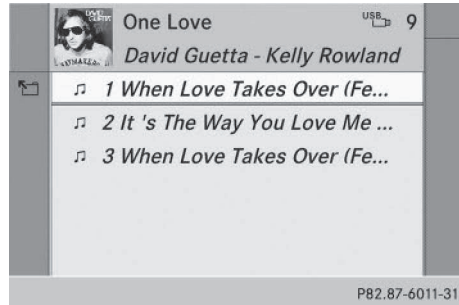 One Love USB 9
David Guetta - Kelly Rowland
1 When Love Takes Over (Fe...
2 It 's The Way You Love Me ...
3 When Love Takes Over (Fe...
P82.87-6011-31